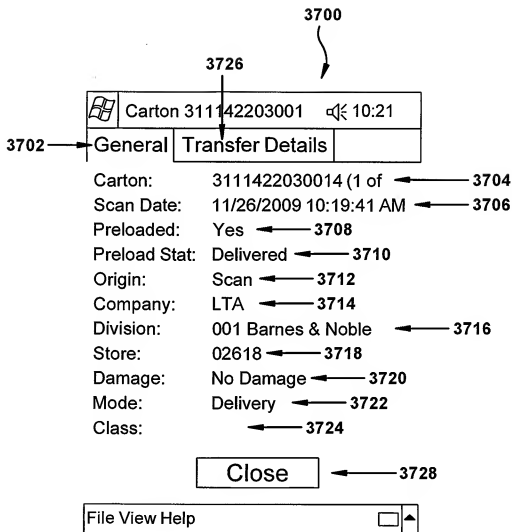 3700
3726
Carton 311142203001 10:21
3702 General Transfer Details
Carton: 3111422030014 (1 of 3704
Scan Date: 11/26/2009 10:19:41 AM 3706
Preloaded: Yes 3708
Preload Stat: Delivered 3710
Origin: Scan 3712
Company: LTA 3714
Division: 001 Barnes & Noble 3716
Store: 02618 3718
Damage: No Damage 3720
Mode: Delivery 3722
Class: 3724
Close 3728
File View Help